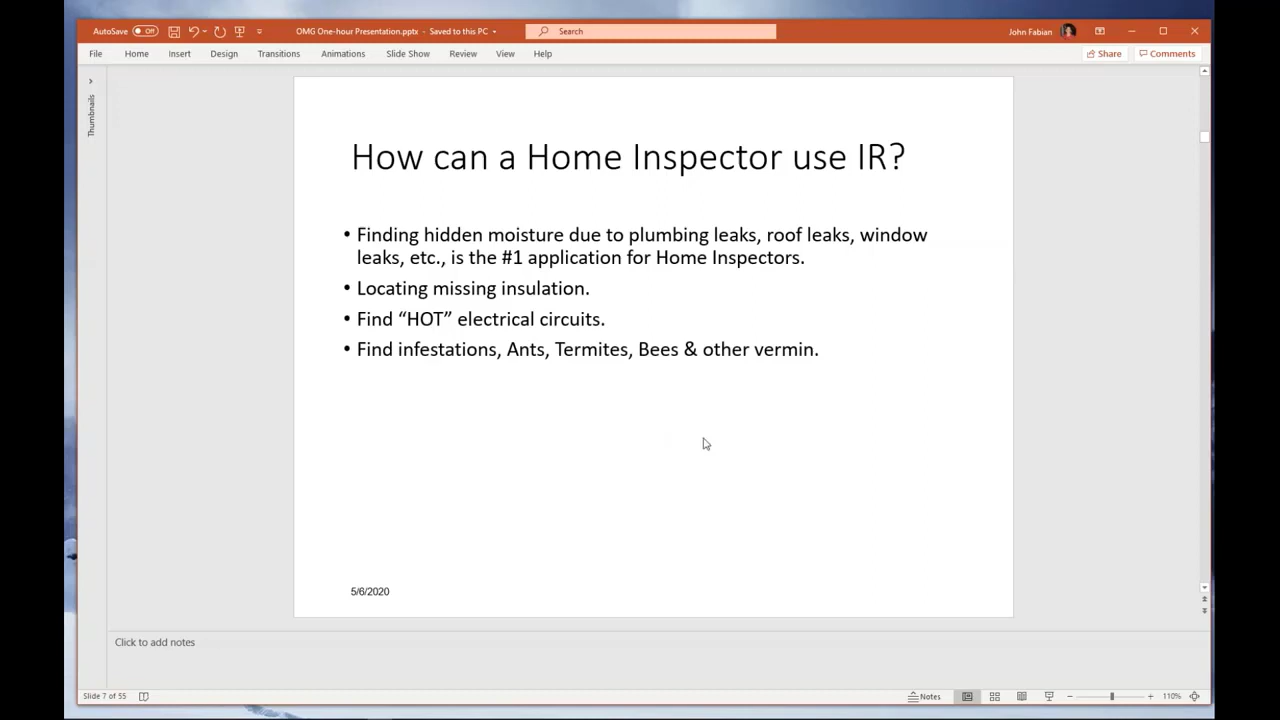 AutoSave Off OMG One-hour Presentation.pptx - Saved to this PC Search John Fabian
File Home Insert Design Transitions Animations Slide Show Review View Help Share Comments
Thumbnails
How can a Home Inspector use IR?
• Finding hidden moisture due to plumbing leaks, roof leaks, window
leaks, etc., is the #1 application for Home Inspectors.
• Locating missing insulation.
• Find “HOT” electrical circuits.
• Find infestations, Ants, Termites, Bees & other vermin.
5/6/2020
Click to add notes
Slide 7 of 55 Notes 110%